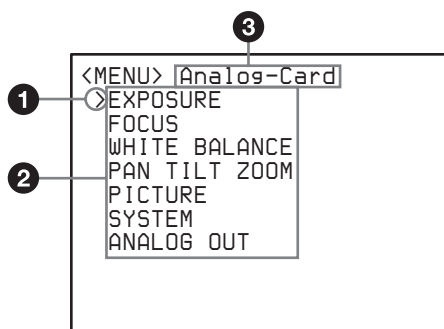 3
<MENU> Analog-Card
1
>EXPOSURE
FOCUS
WHITE BALANCE
2
PAN TILT ZOOM
PICTURE
SYSTEM
ANALOG OUT